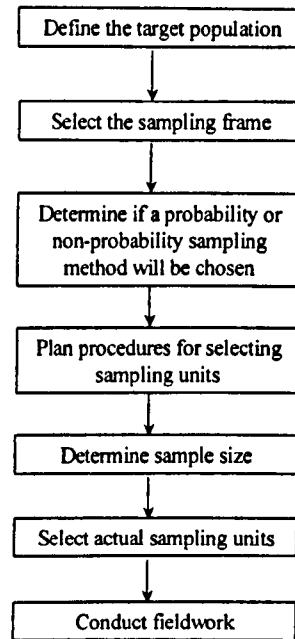 Define the target population
Select the sampling frame
Determine if a probability or
non-probability sampling
method will be chosen
Plan procedures for selecting
sampling units
Determine sample size
Select actual sampling units
Conduct fieldwork